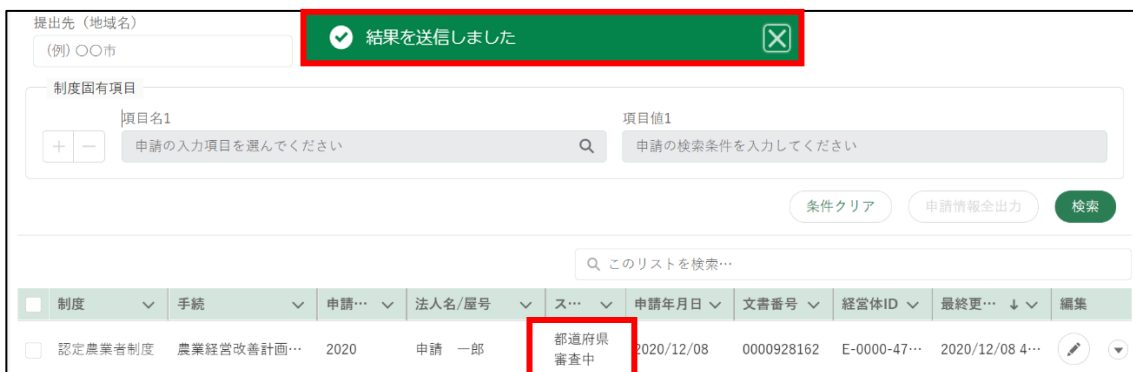 提出先（地域名）
(例) 〇〇市
結果を送信しました
制度固有項目
項目名1
項目値1
申請の入力項目を選んでください
申請の検索条件を入力してください
条件クリア
申請情報全出力
検索
このリストを検索…
制度 手続 申請… 法人名/屋号 ス… 申請年月日 文書番号 経営体ID 最終更… ↓ 編集
認定農業者制度 農業経営改善計画… 2020 申請 一郎 都道府県 2020/12/08 0000928162 E-0000-47… 2020/12/08 4…
審査中